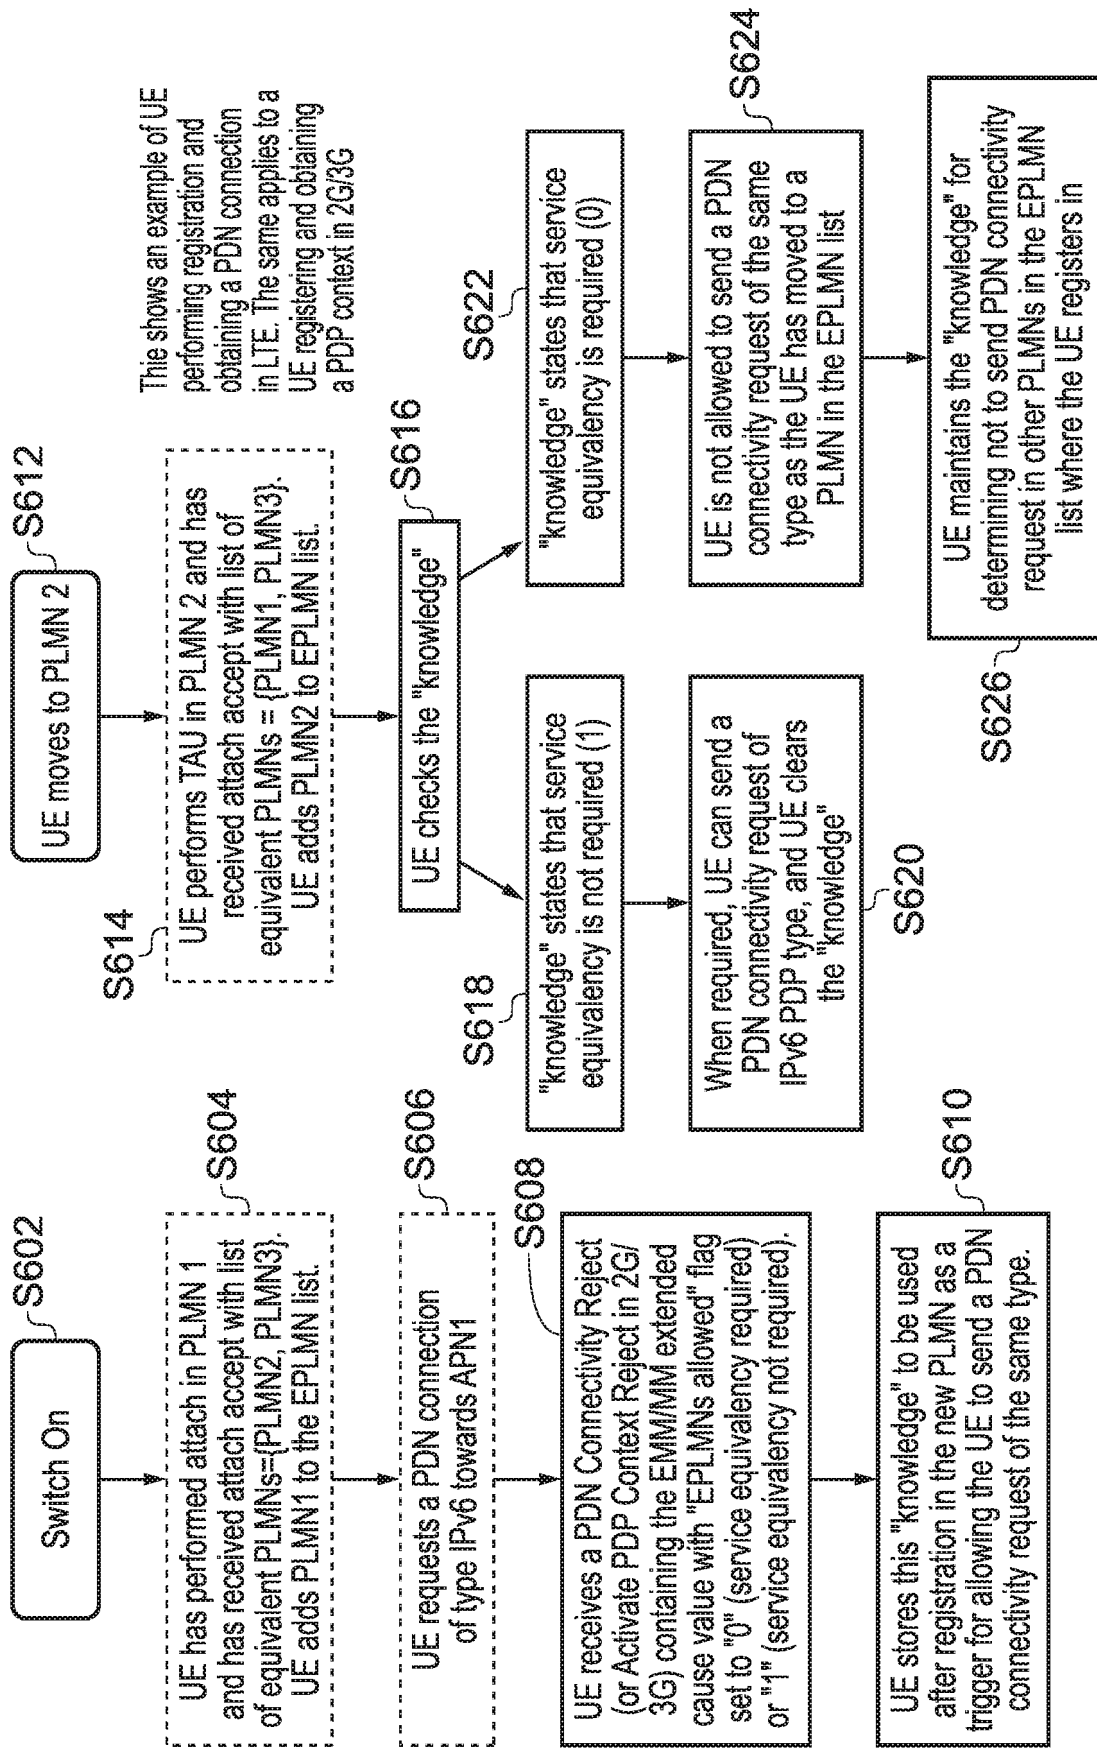 S602
Switch On
S604
UE has performed attach in PLMN 1
and has received attach accept with list
of equivalent PLMNs={PLMN2, PLMN3}.
UE adds PLMN1 to the EPLMN list.
S606
UE requests a PDN connection
of type IPv6 towards APN1
S608
UE receives a PDN Connectivity Reject
(or Activate PDP Context Reject in 2G/
3G) containing the EMM/MM extended
cause value with "EPLMNs allowed" flag
set to "0" (service equivalency required)
or "1" (service equivalent not required).
S610
UE stores this "knowledge" to be used
after registration in the new PLMN as a
trigger for allowing the UE to send a PDN
connectivity request of the same type.
S612
UE moves to PLMN 2
S614
UE performs TAU in PLMN 2 and has
received attach accept with list of
equivalent PLMNs = {PLMN1, PLMN3}.
UE adds PLMN2 to EPLMN list.
This shows an example of UE
performing registration and
obtaining a PDN connection
in LTE. The same applies to a
UE registering and obtaining
a PDP context in 2G/3G
S616
UE checks the "knowledge"
S618
"knowledge" states that service
equivalency is not required (1)
S620
When required, UE can send a
PDN connectivity request of
IPv6 PDP type, and UE clears
the "knowledge"
S622
"knowledge" states that service
equivalency is required (0)
S624
UE is not allowed to send a PDN
connectivity request of the same
type as the UE has moved to a
PLMN in the EPLMN list
S626
UE maintains the "knowledge" for
determining not to send PDN connectivity
request in other PLMNs in the EPLMN
list where the UE registers in